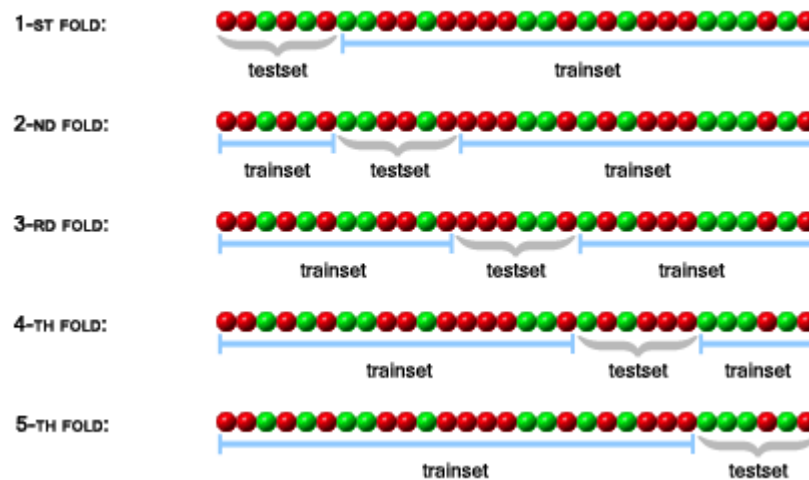 1-ST FOLD:
testset trainset
2-ND FOLD:
trainset testset trainset
3-RD FOLD:
trainset testset trainset
4-TH FOLD:
trainset testset trainset
5-TH FOLD:
trainset testset